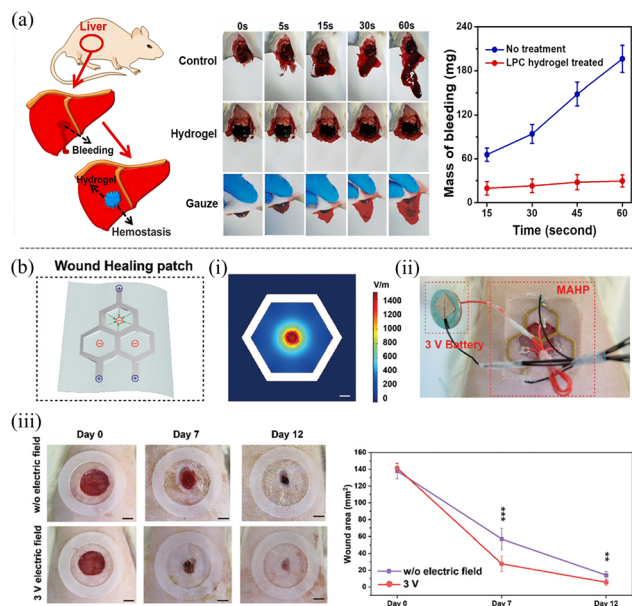 (a)
Liver
Bleeding
Hydrogel
Hemostasis
0s 5s 15s 30s 60s
Control
Hydrogel
Gauze
Mass of bleeding (mg)
240
180
120
60
0
No treatment
LPC hydrogel treated
15 30 45 60
Time (second)
(b)
Wound Healing patch
+
−
− −
+ +
(i)
V/m
1400
1200
1000
800
600
400
200
0
(ii)
MAHP
3 V Battery
(iii)
Day 0 Day 7 Day 12
w/o electric field
3 V electric field
Wound area (mm²)
160
140
120
100
80
60
40
20
0
***
**
w/o electric field
3 V
Day 0 Day 7 Day 12